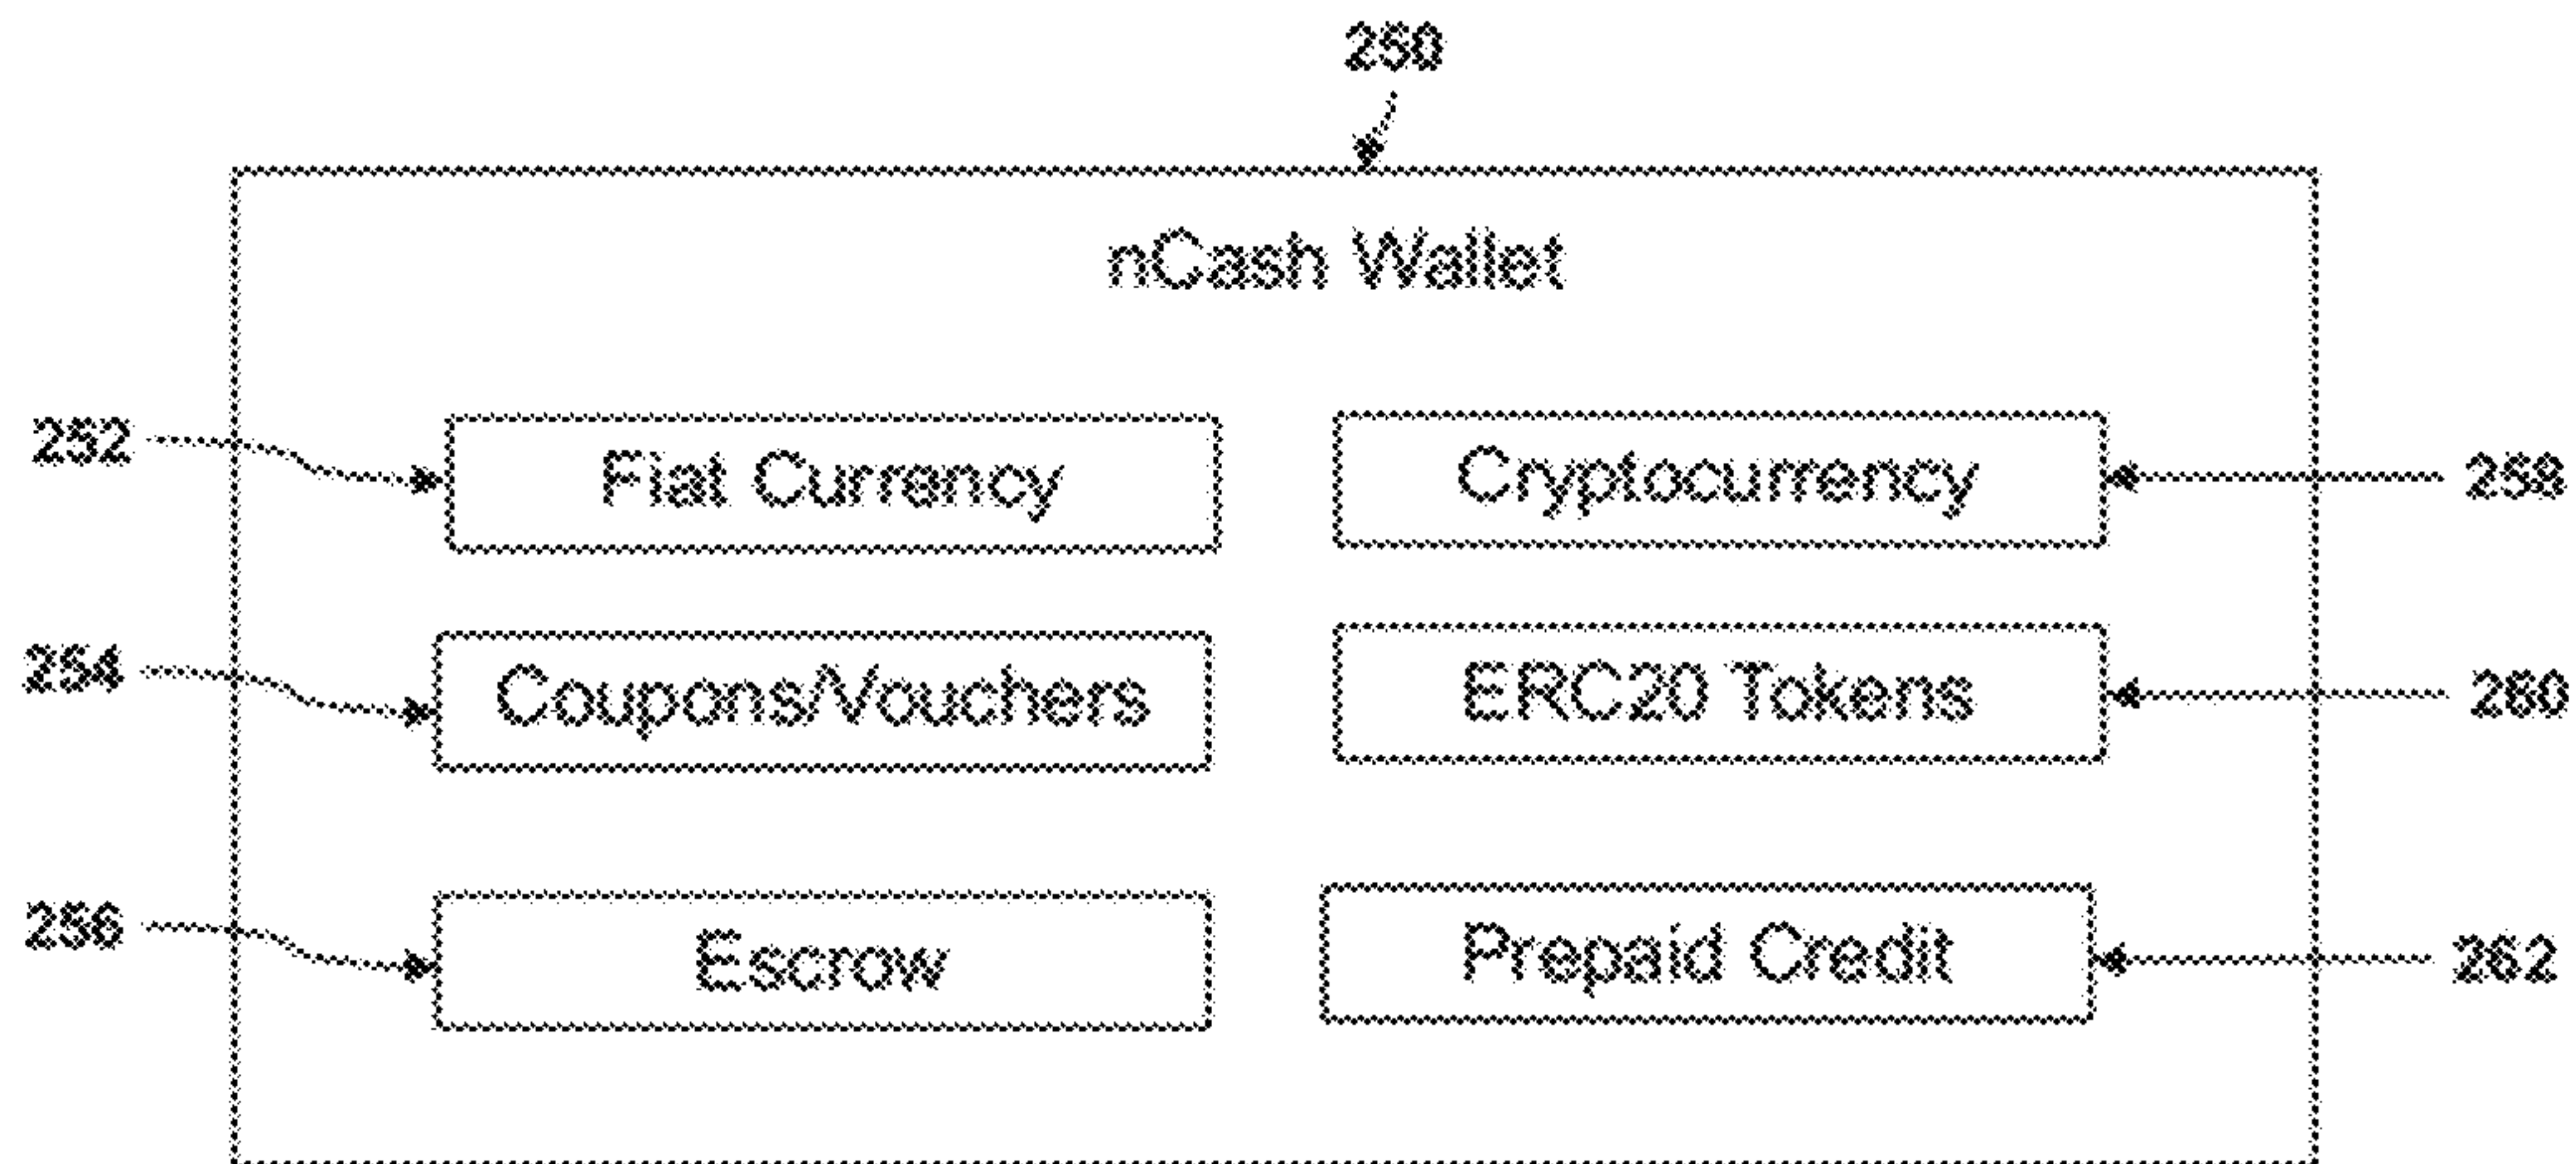 250
nCash Wallet
252
Fiat Currency
Cryptocurrency
258
254
Coupons/Vouchers
ERC20 Tokens
260
256
Escrow
Prepaid Credit
262